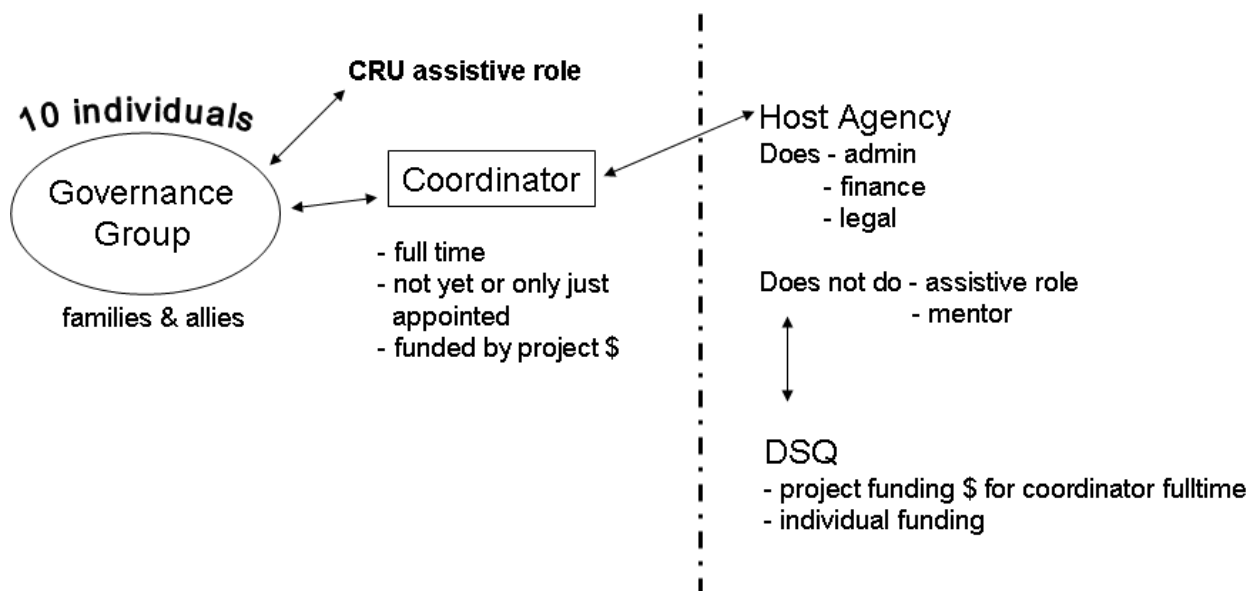 CRU assistive role
10 individuals
Governance
Group
families & allies
Coordinator
- full time
- not yet or only just
appointed
- funded by project $
Host Agency
Does - admin
- finance
- legal
Does not do - assistive role
- mentor
DSQ
- project funding $ for coordinator fulltime
- individual funding